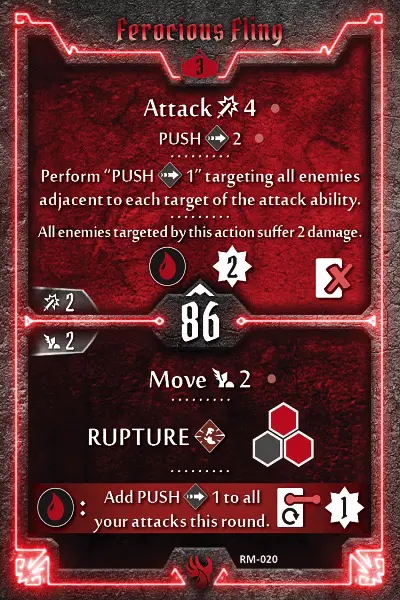 Ferocious Fling
3
Attack 4
PUSH 2
Perform “PUSH 1” targeting all enemies
adjacent to each target of the attack ability.
All enemies targeted by this action suffer 2 damage.
2
2
86
2
Move 2
RUPTURE
: Add PUSH 1 to all
your attacks this round.
1
RM-020